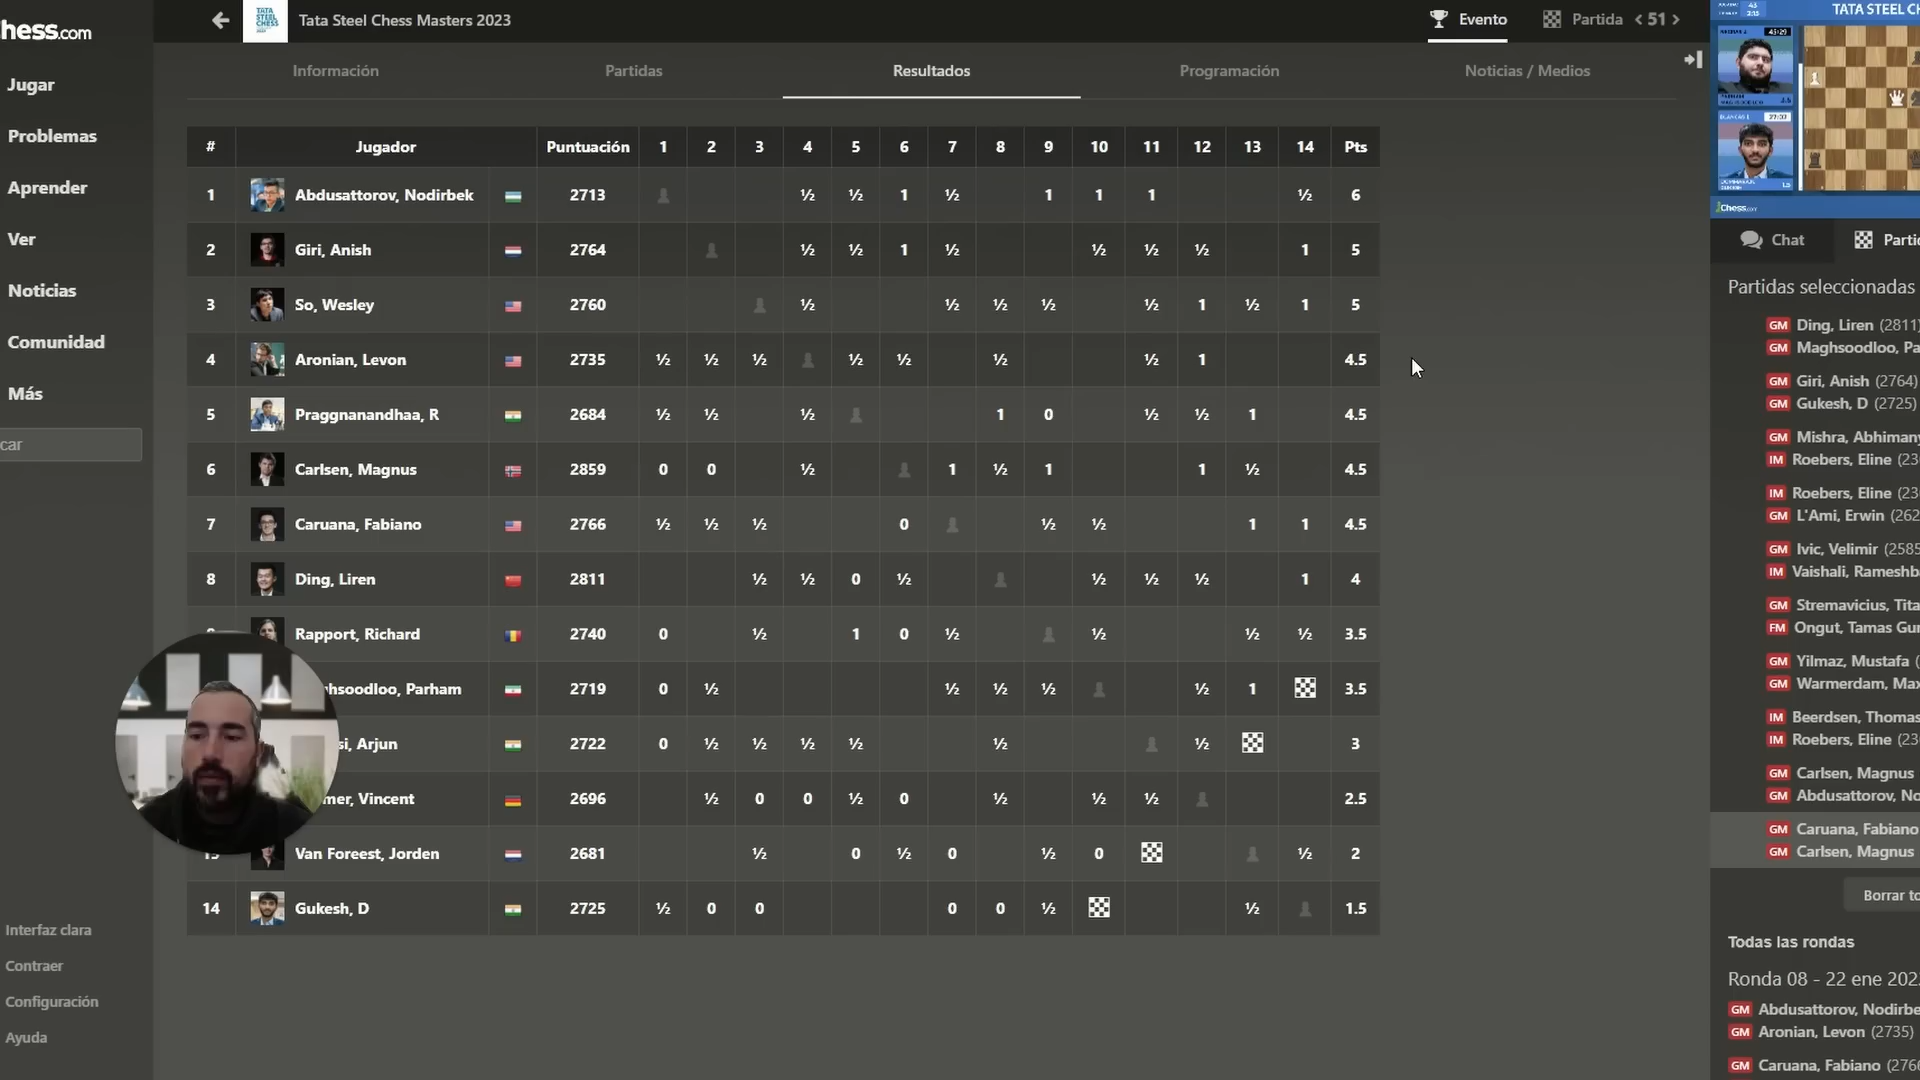 hess.com
Tata Steel Chess Masters 2023
Evento
Partida
51
Jugar
Problemas
Aprender
Ver
Noticias
Comunidad
Más
car
Información
Partidas
Resultados
Programación
Noticias / Medios
# Jugador Puntuación 1 2 3 4 5 6 7 8 9 10 11 12 13 14 Pts
1 Abdusattorov, Nodirbek 2713 ½ ½ 1 ½ 1 1 1 ½ 6
2 Giri, Anish 2764 ½ ½ 1 ½ ½ ½ ½ 1 5
3 So, Wesley 2760 ½ ½ ½ ½ ½ 1 ½ 1 5
4 Aronian, Levon 2735 ½ ½ ½ ½ ½ ½ ½ 1 4.5
5 Praggnanandhaa, R 2684 ½ ½ ½ 1 0 ½ ½ 1 4.5
6 Carlsen, Magnus 2859 0 0 ½ 1 ½ 1 1 ½ 4.5
7 Caruana, Fabiano 2766 ½ ½ ½ 0 ½ ½ 1 1 4.5
8 Ding, Liren 2811 ½ ½ 0 ½ ½ ½ ½ 1 4
Rapport, Richard 2740 0 ½ 1 0 ½ ½ ½ ½ 3.5
hsoodloo, Parham 2719 0 ½ ½ ½ ½ ½ 1 3.5
si, Arjun 2722 0 ½ ½ ½ ½ ½ ½ 3
mer, Vincent 2696 ½ 0 0 ½ 0 ½ ½ ½ 2.5
Van Foreest, Jorden 2681 ½ 0 ½ 0 ½ 0 ½ 2
14 Gukesh, D 2725 ½ 0 0 0 0 ½ ½ 1.5
Interfaz clara
Contraer
Configuración
Ayuda
TATA STEEL CH
Chess.com
Chat
Partid
Partidas seleccionadas
GM Ding, Liren (2811)
GM Maghsoodloo, Pa
GM Giri, Anish (2764)
GM Gukesh, D (2725)
GM Mishra, Abhimany
IM Roebers, Eline (23
IM Roebers, Eline (23
GM L'Ami, Erwin (262
GM Ivic, Velimir (2585
IM Vaishali, Rameshba
GM Stremavicius, Tita
FM Ongut, Tamas Gur
GM Yilmaz, Mustafa (
GM Warmerdam, Max
IM Beerdsen, Thomas
IM Roebers, Eline (23
GM Carlsen, Magnus
GM Abdusattorov, No
GM Caruana, Fabiano
GM Carlsen, Magnus
Borrar to
Todas las rondas
Ronda 08 - 22 ene 202
GM Abdusattorov, Nodirbe
GM Aronian, Levon (2735)
GM Caruana, Fabiano (2766